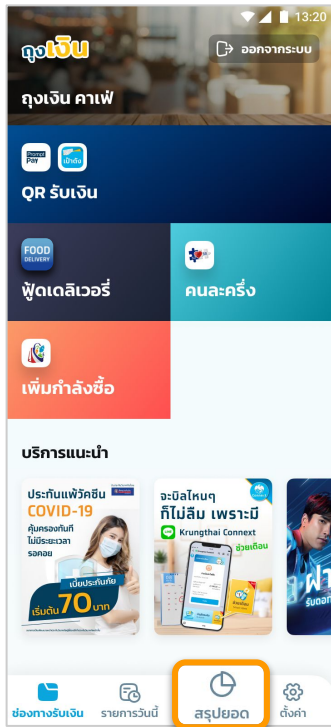 13:20
ถุงเงิน
ออกจากระบบ
ถุงเงิน คาเฟ่
Prompt
Pay
เป๋าตัง
QR รับเงิน
FOOD
DELIVERY
ฟู้ดเดลิเวอรี่
คนละครึ่ง
เพิ่มกำลังซื้อ
บริการแนะนำ
ประกันแพ้วัคซีน
COVID-19
คุ้มครองทันที
ไม่มีระยะเวลา
รอคอย
เบี้ยประกันภัย
เริ่มต้น 70 บาท
จะบิลไหนๆ
ก็ไม่ลืม เพราะมี
Krungthai Connext
ช่วยเตือน
ช่องทางรับเงิน
รายการวันนี้
สรุปยอด
ตั้งค่า